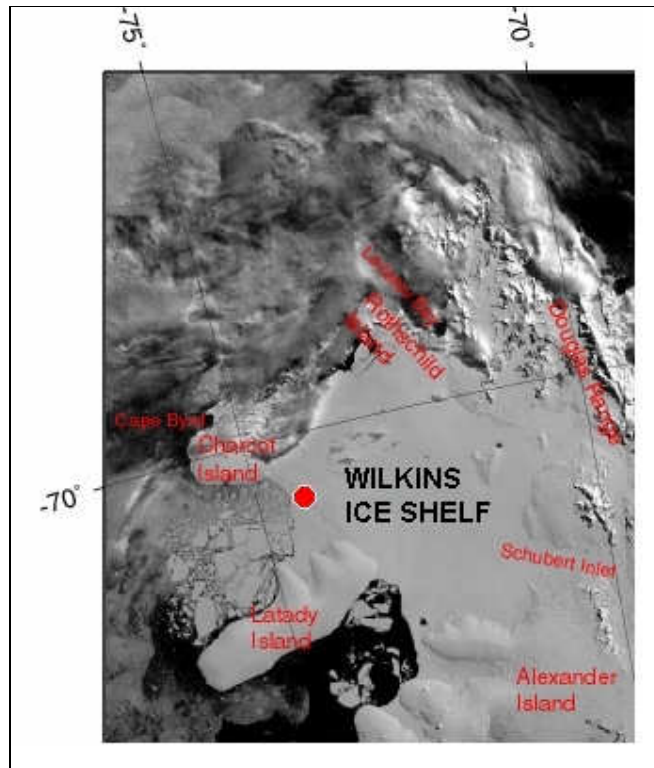 -75°
-70°
Rothschild
Island
Douglas Range
Cape Byrd
Charcot
Island
-70°
WILKINS
ICE SHELF
Schubert Inlet
Latady
Island
Alexander
Island